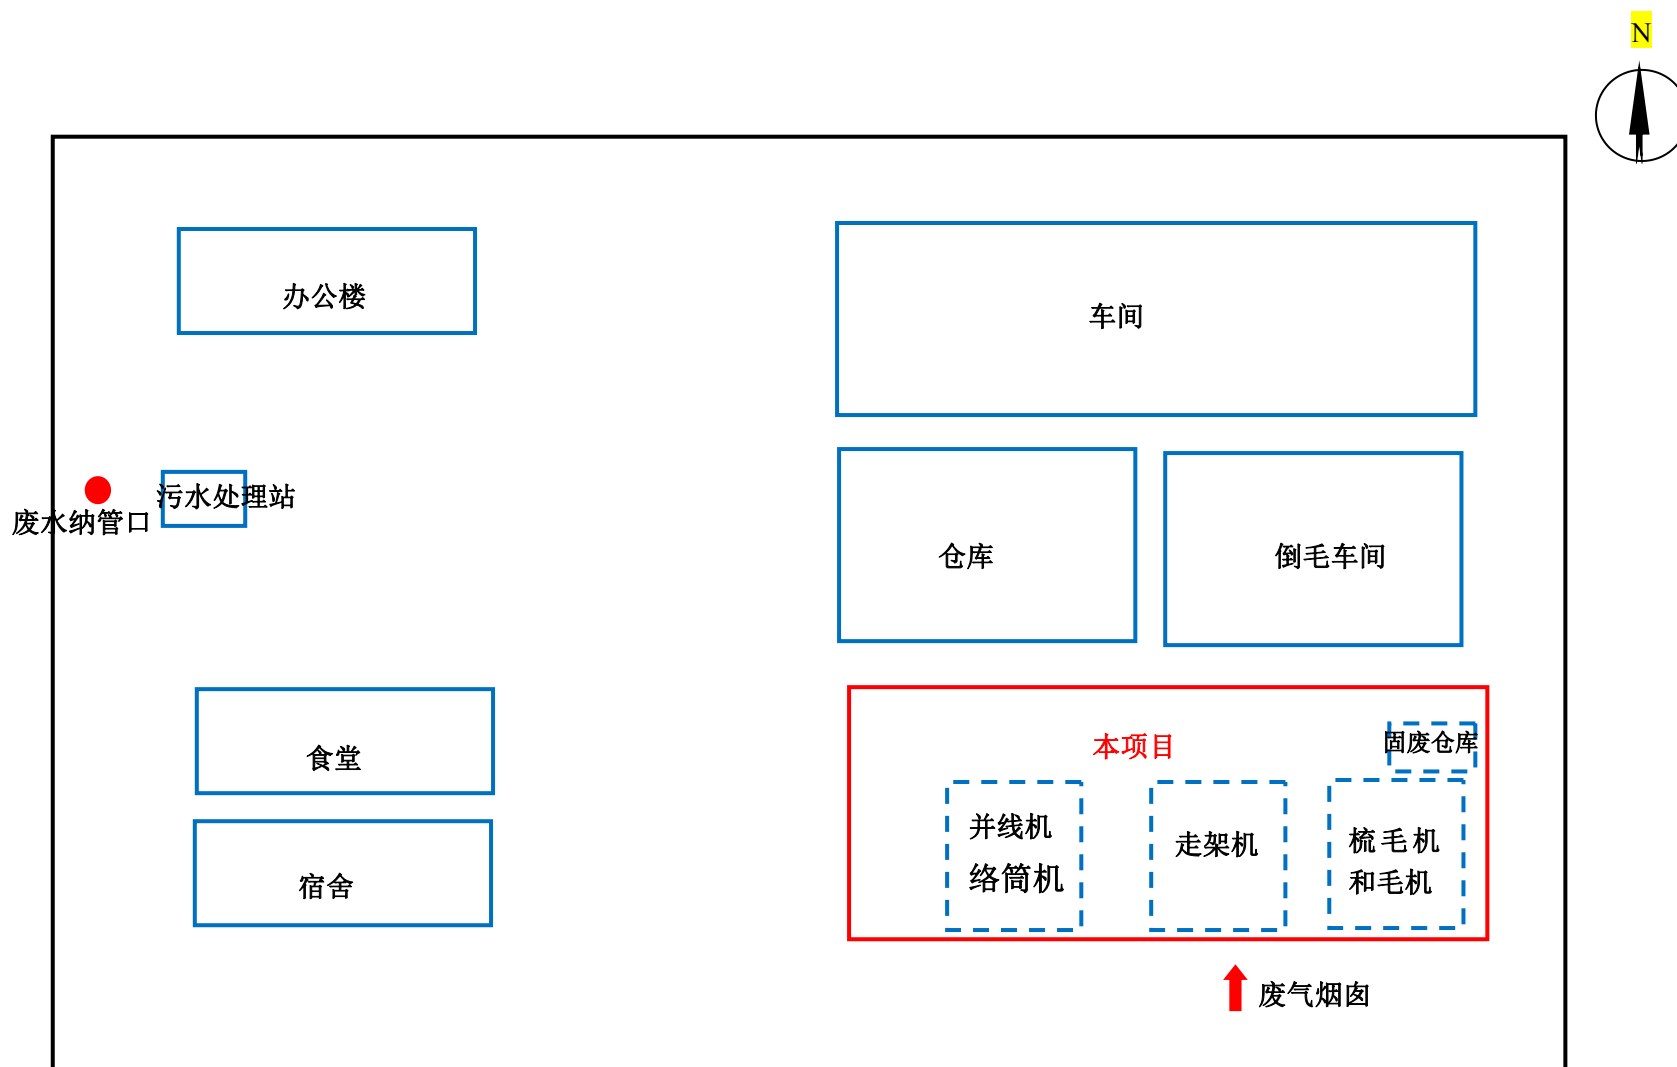 N
办公楼
车间
污水处理站
废水纳管口
仓库
倒毛车间
本项目
固废仓库
食堂
并线机
络筒机
走架机
梳毛机
和毛机
宿舍
废气烟囱